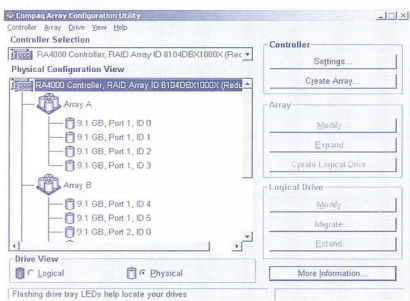 Compaq Array Configuration Utility
Controller Array Drive View Help
Controller Selection
RA4000 Controller, RAID Array ID 8104DBX1000X (Rec
Physical Configuration View
RA4000 Controller, RAID Array ID 8104DBX1000X (Redu
Array A
9.1 GB, Port 1, ID 0
9.1 GB, Port 1, ID 1
9.1 GB, Port 1, ID 2
9.1 GB, Port 1, ID 3
Array B
9.1 GB, Port 1, ID 4
9.1 GB, Port 1, ID 5
9.1 GB, Port 2, ID 0
Drive View
Logical
Physical
Controller
Settings...
Create Array...
Array
Modify
Expand...
Create Logical Drive...
Logical Drive
Modify...
Migrate...
Extend...
More Information...
Flashing drive tray LEDs help locate your drives